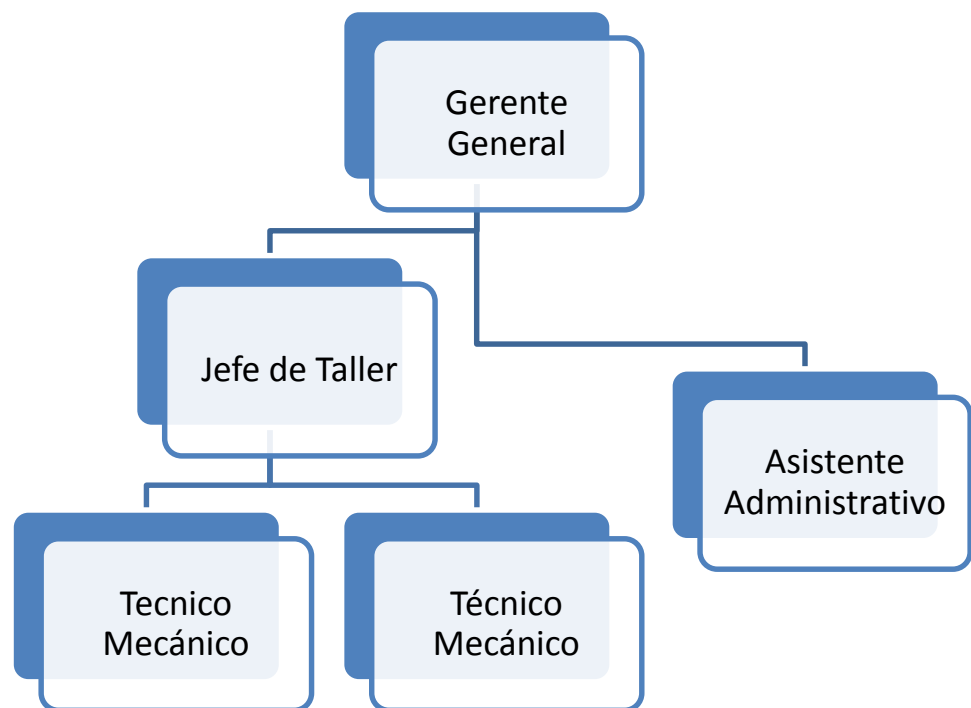 Gerente
General
Jefe de Taller
Asistente
Administrativo
Tecnico
Mecánico
Técnico
Mecánico